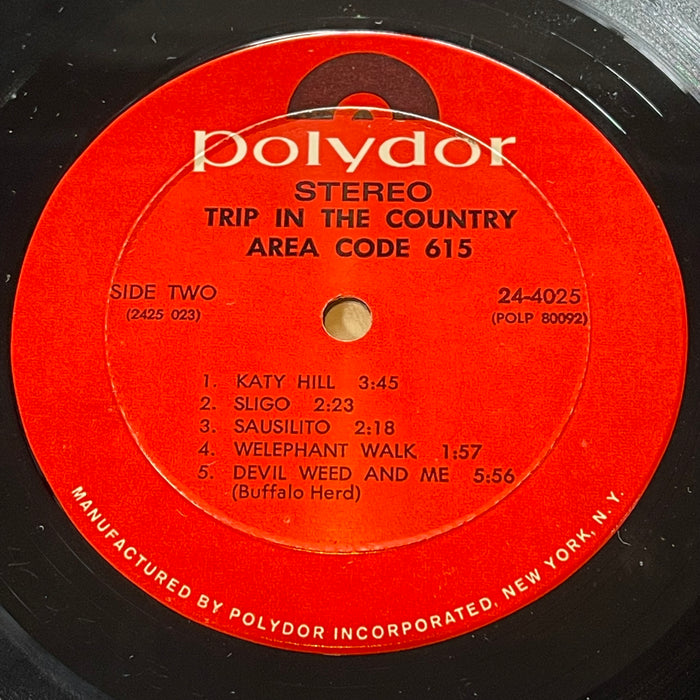 polydor
STEREO
TRIP IN THE COUNTRY
AREA CODE 615
SIDE TWO
(2425 023)
24-4025
(POLP 80092)
1. KATY HILL 3:45
2. SLIGO 2:23
3. SAUSILITO 2:18
4. WELEPHANT WALK 1:57
5. DEVIL WEED AND ME 5:56
(Buffalo Herd)
MANUFACTURED BY POLYDOR INCORPORATED, NEW YORK, N.Y.